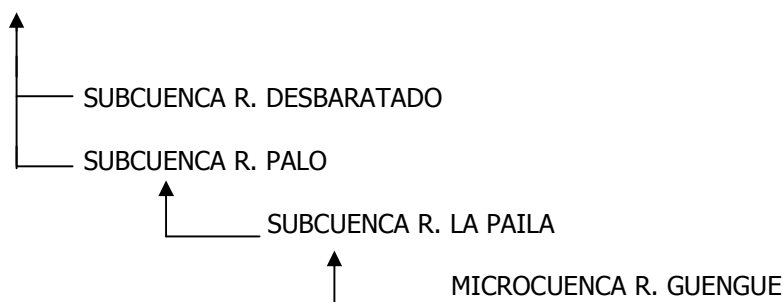 SUBCUENCA R. DESBARATADO
SUBCUENCA R. PALO
SUBCUENCA R. LA PAILA
MICROCUENCA R. GUENGUE